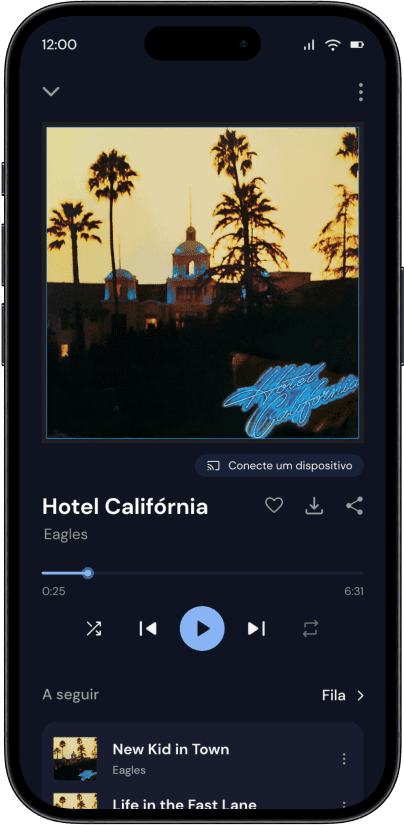 12:00
Hotel
California
Conecte um dispositivo
Hotel Califórnia
Eagles
0:25
6:31
A seguir
Fila
New Kid in Town
Eagles
Life in the Fast Lane